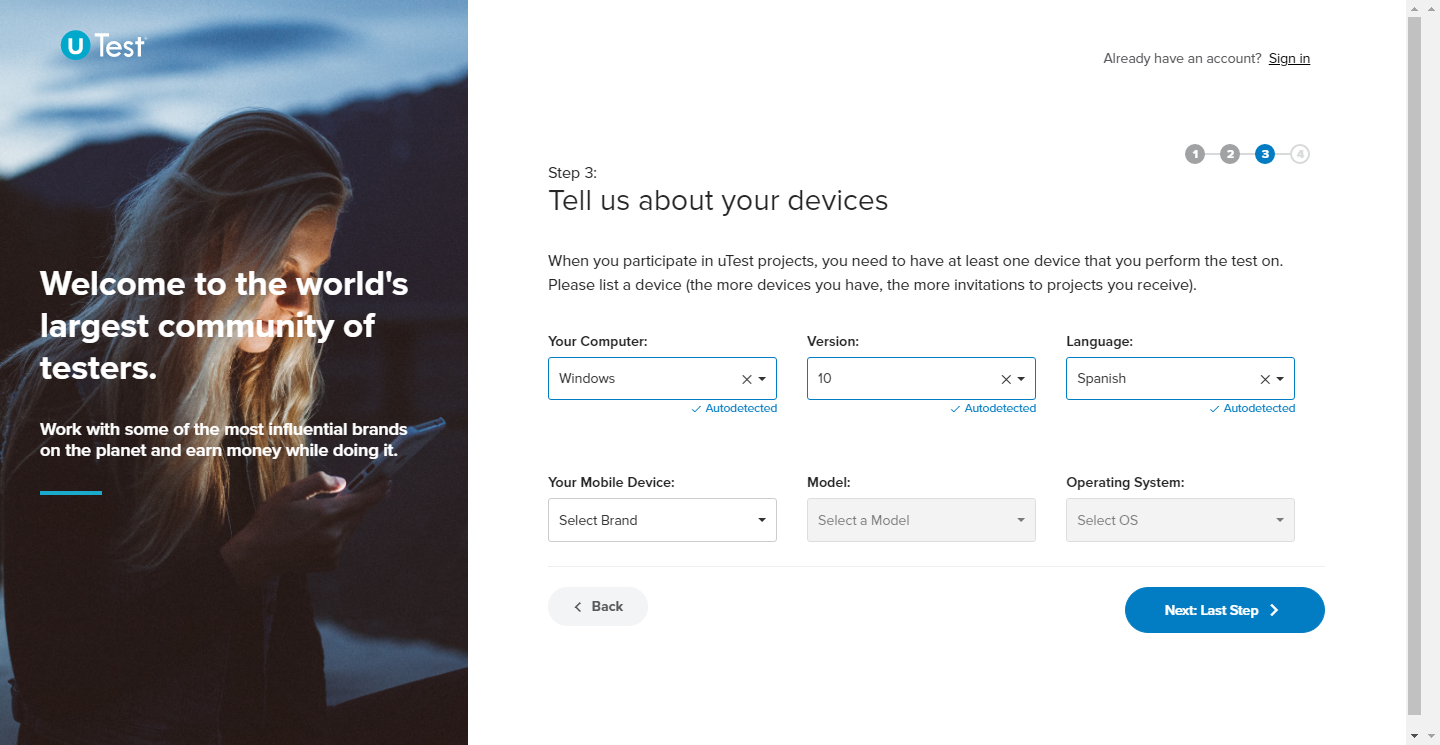 u Test
Already have an account? Sign in
1 2 3 4
Step 3:
Tell us about your devices
Welcome to the world's
largest community of
testers.
Work with some of the most influential brands
on the planet and earn money while doing it.
When you participate in uTest projects, you need to have at least one device that you perform the test on.
Please list a device (the more devices you have, the more invitations to projects you receive).
Your Computer: Version: Language:
Windows 10 Spanish
Autodetected Autodetected Autodetected
Your Mobile Device: Model: Operating System:
Select Brand Select a Model Select OS
Back Next: Last Step